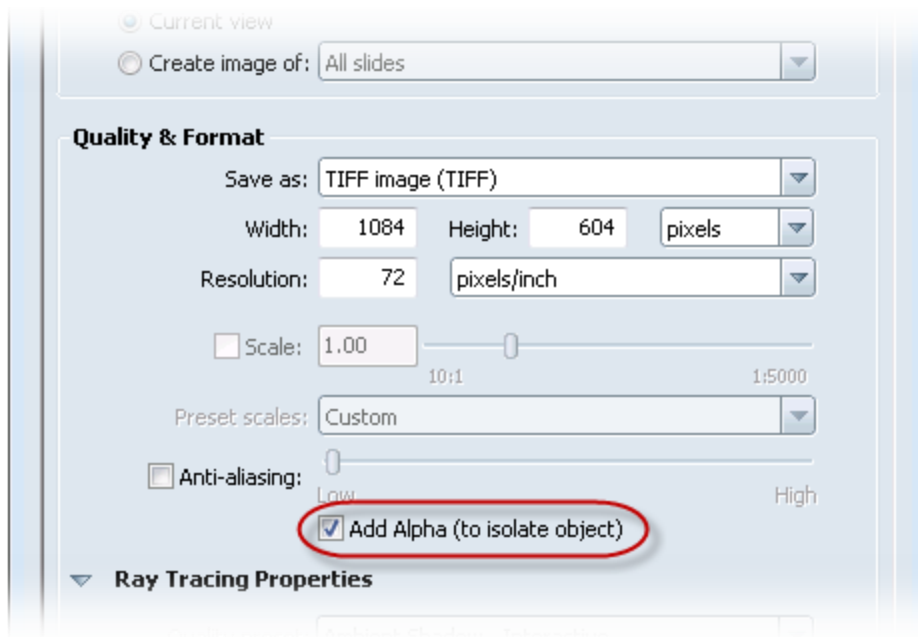 Current view
Create image of: All slides
Quality & Format
Save as: TIFF image (TIFF)
Width: 1084 Height: 604 pixels
Resolution: 72 pixels/inch
Scale: 1.00
10:1 1:5000
Preset scales: Custom
Anti-aliasing:
Low High
Add Alpha (to isolate object)
Ray Tracing Properties